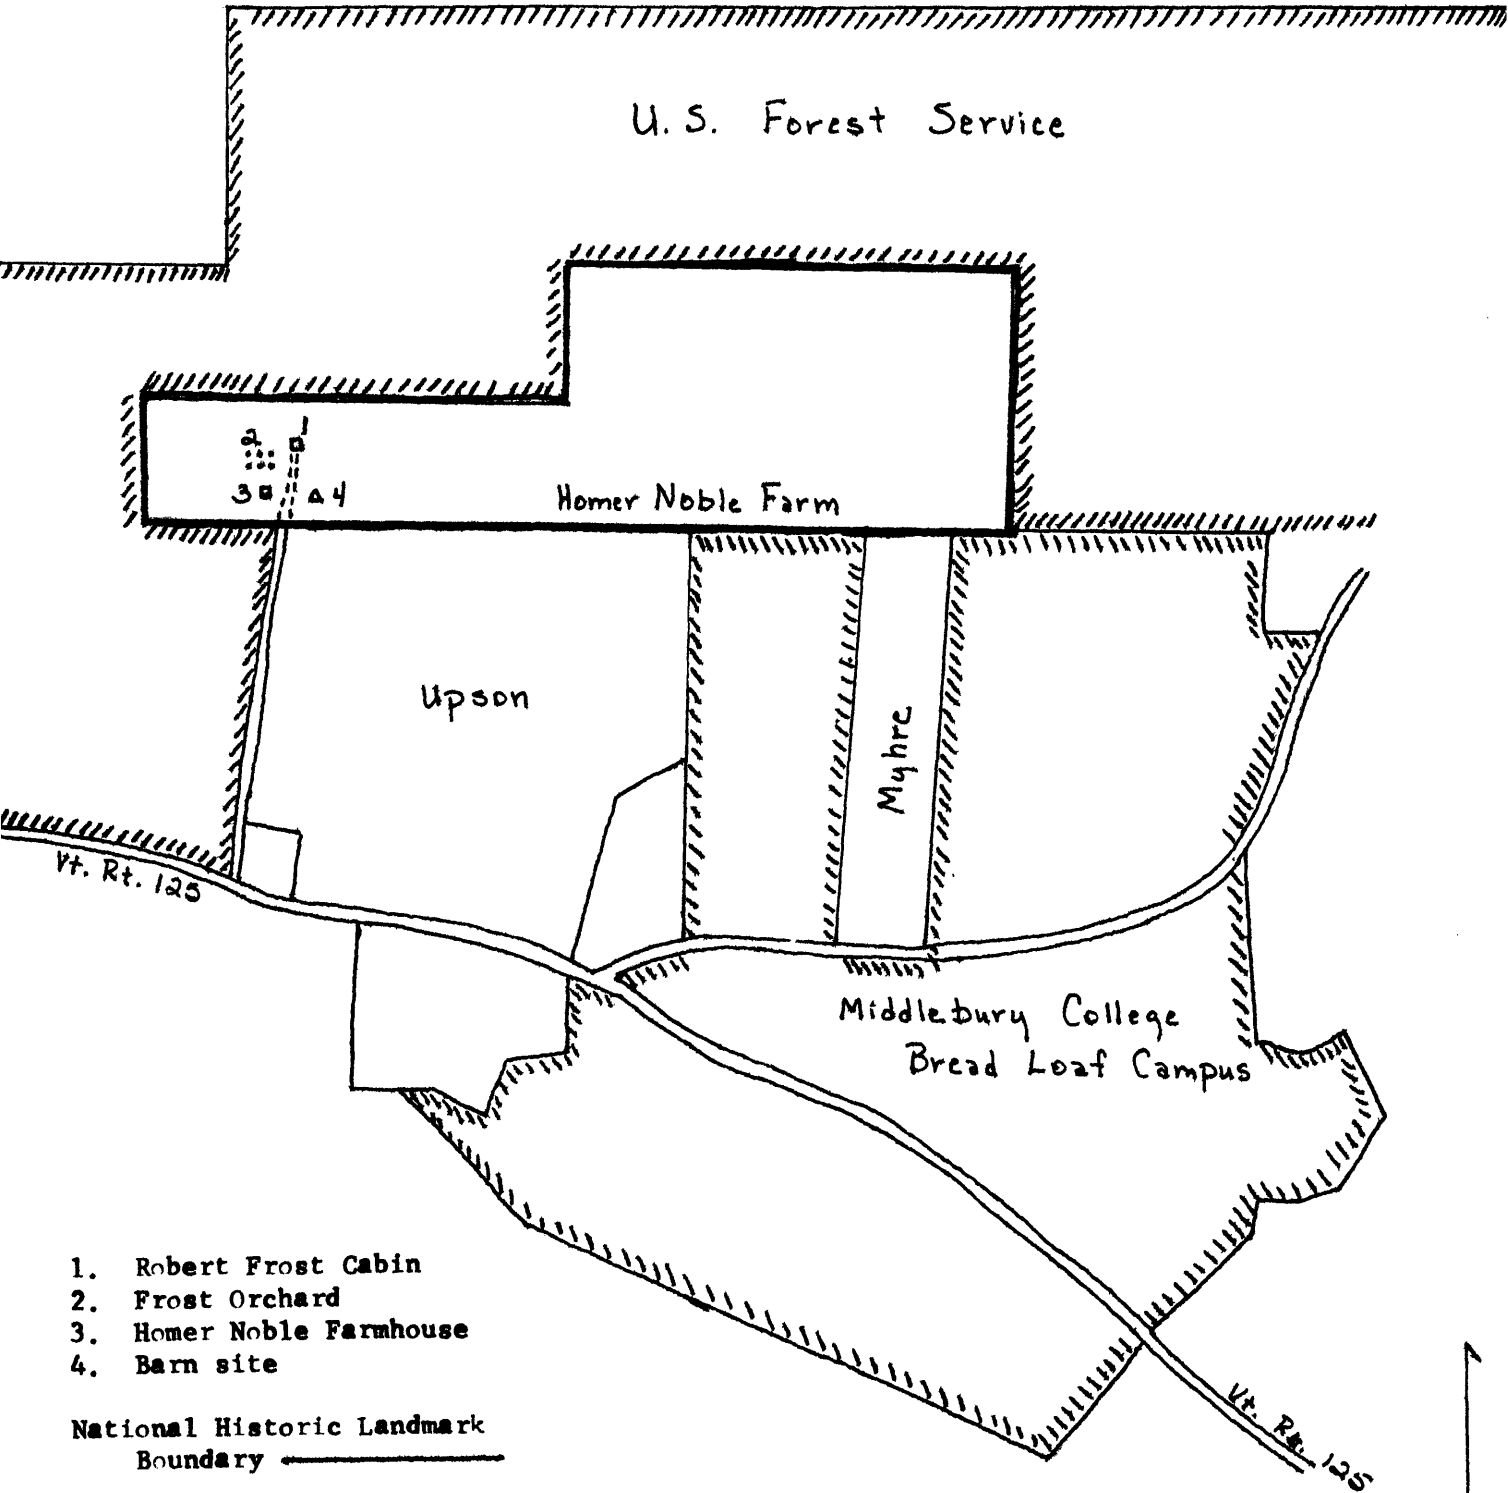 U.S. Forest Service
1
2
3
4
Homer Noble Farm
Upson
Myhre
Vt. Rt. 125
Middlebury College
Bread Loaf Campus
1. Robert Frost Cabin
2. Frost Orchard
3. Homer Noble Farmhouse
4. Barn site
National Historic Landmark
Boundary
Vt. Rt. 125